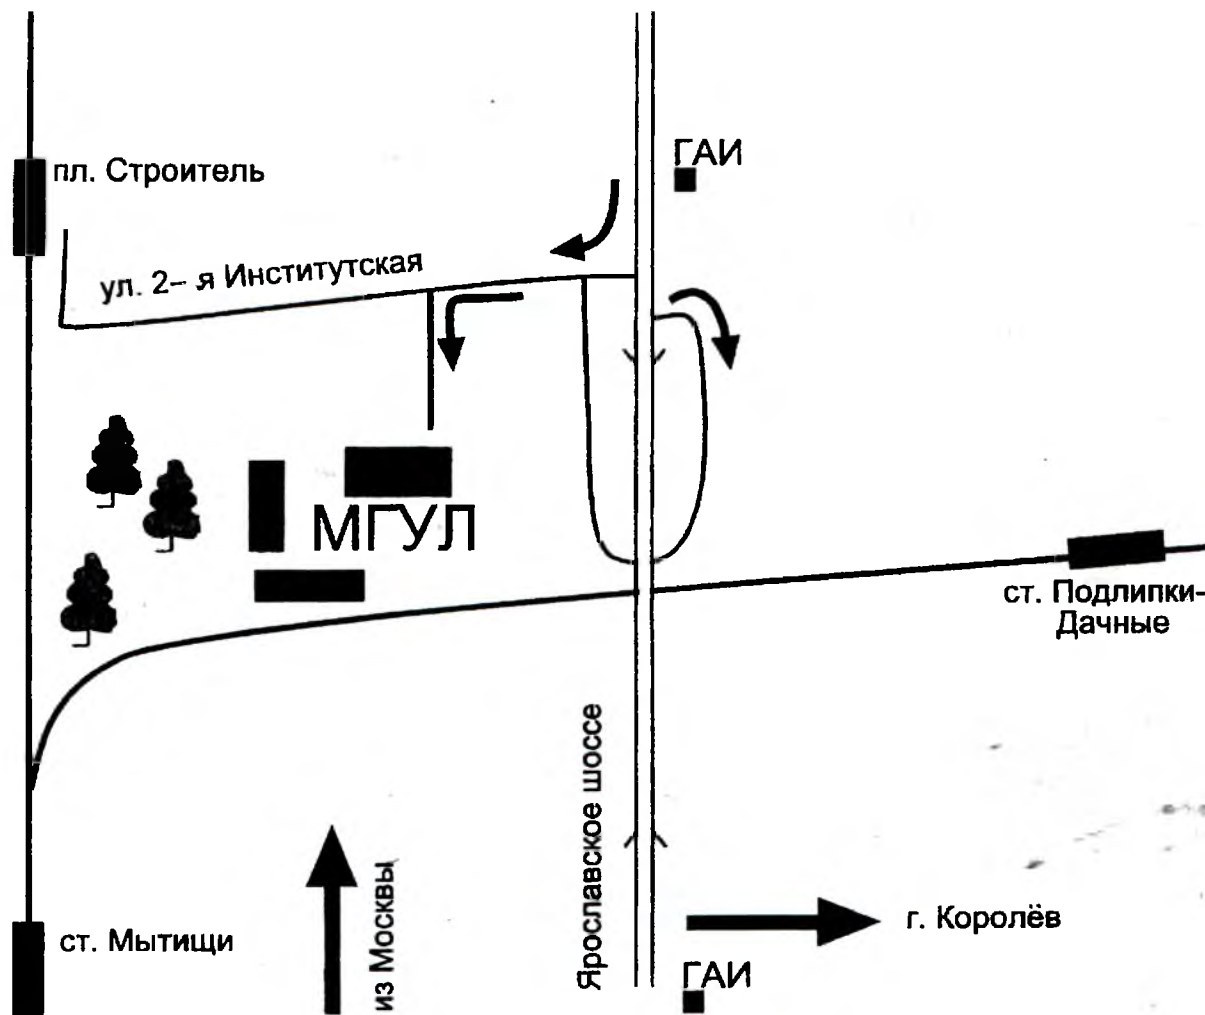 ГАИ
пл. Строитель
ул. 2– я Институтская
МГУЛ
ст. Подлипки-
Дачные
Ярославское шоссе
из Москвы
г. Королёв
ст. Мытищи
ГАИ